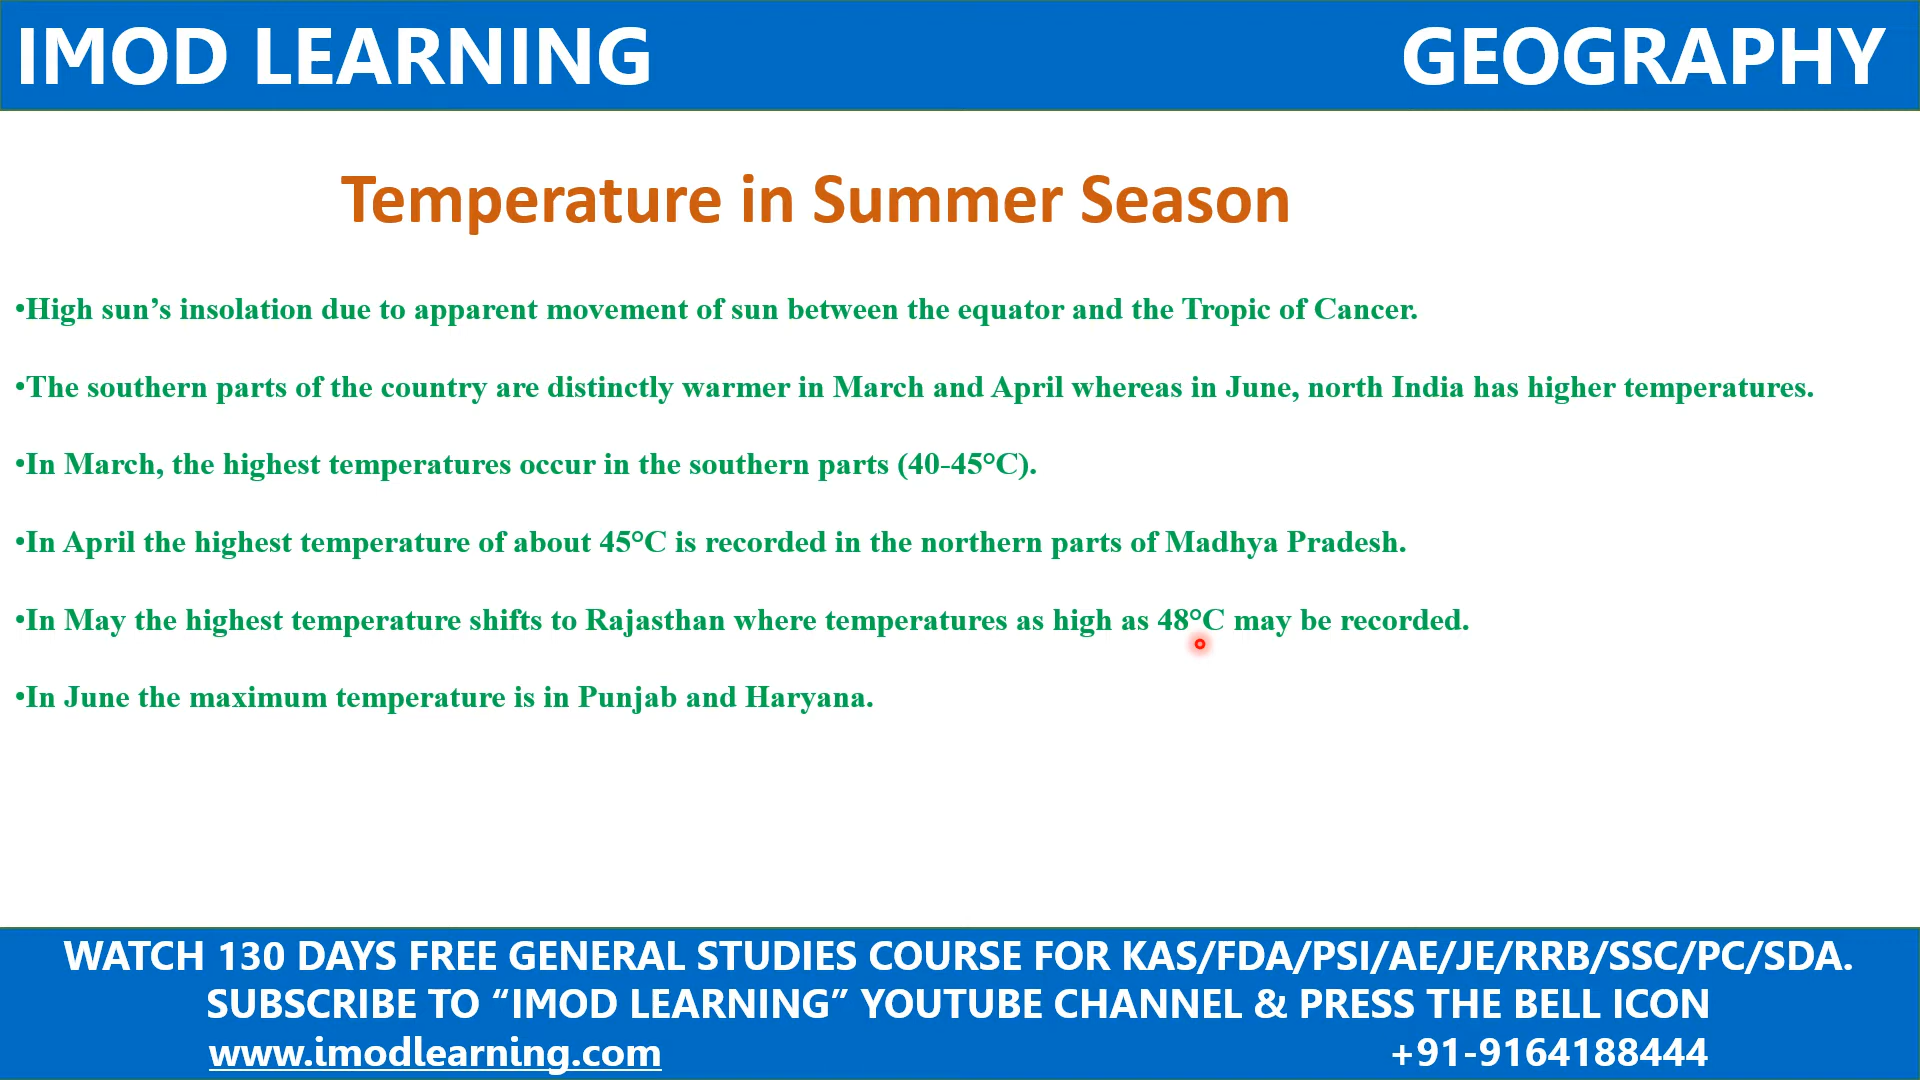 IMOD LEARNING GEOGRAPHY
Temperature in Summer Season
•High sun’s insolation due to apparent movement of sun between the equator and the Tropic of Cancer.
•The southern parts of the country are distinctly warmer in March and April whereas in June, north India has higher temperatures.
•In March, the highest temperatures occur in the southern parts (40-45°C).
•In April the highest temperature of about 45°C is recorded in the northern parts of Madhya Pradesh.
•In May the highest temperature shifts to Rajasthan where temperatures as high as 48°C may be recorded.
•In June the maximum temperature is in Punjab and Haryana.
WATCH 130 DAYS FREE GENERAL STUDIES COURSE FOR KAS/FDA/PSI/AE/JE/RRB/SSC/PC/SDA.
SUBSCRIBE TO “IMOD LEARNING” YOUTUBE CHANNEL & PRESS THE BELL ICON
www.imodlearning.com +91-9164188444